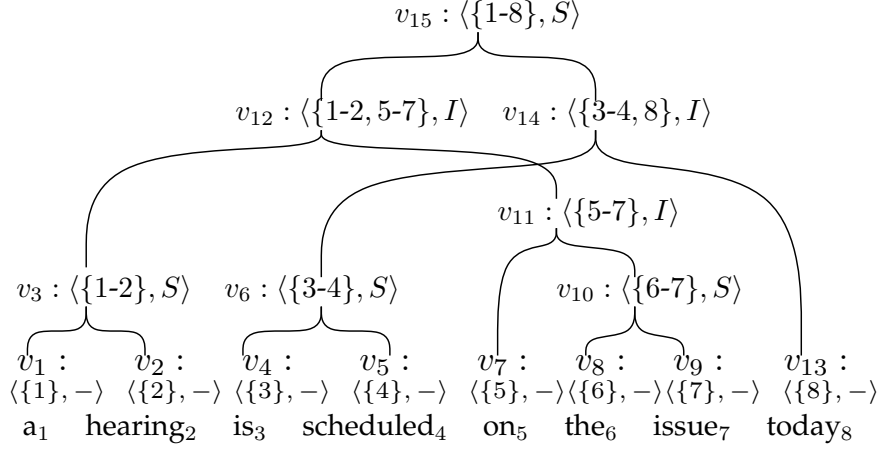 v₁₅ : ⟨{1-8}, S⟩
v₁₂ : ⟨{1-2, 5-7}, I⟩ v₁₄ : ⟨{3-4, 8}, I⟩
v₁₁ : ⟨{5-7}, I⟩
v₃ : ⟨{1-2}, S⟩ v₆ : ⟨{3-4}, S⟩ v₁₀ : ⟨{6-7}, S⟩
v₁ : v₂ : v₄ : v₅ : v₇ : v₈ : v₉ : v₁₃ :
⟨{1}, −⟩ ⟨{2}, −⟩ ⟨{3}, −⟩ ⟨{4}, −⟩ ⟨{5}, −⟩ ⟨{6}, −⟩ ⟨{7}, −⟩ ⟨{8}, −⟩
a₁ hearing₂ is₃ scheduled₄ on₅ the₆ issue₇ today₈